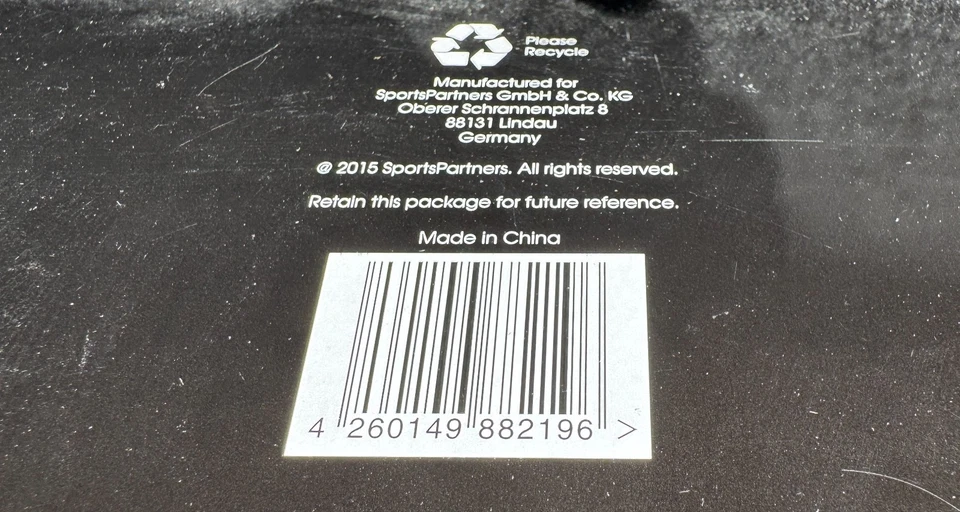 Please
Recycle
Manufactured for
SportsPartners GmbH & Co. KG
Oberer Schrannenplatz 8
88131 Lindau
Germany
@ 2015 SportsPartners. All rights reserved.
Retain this package for future reference.
Made in China
4 260149 882196 >